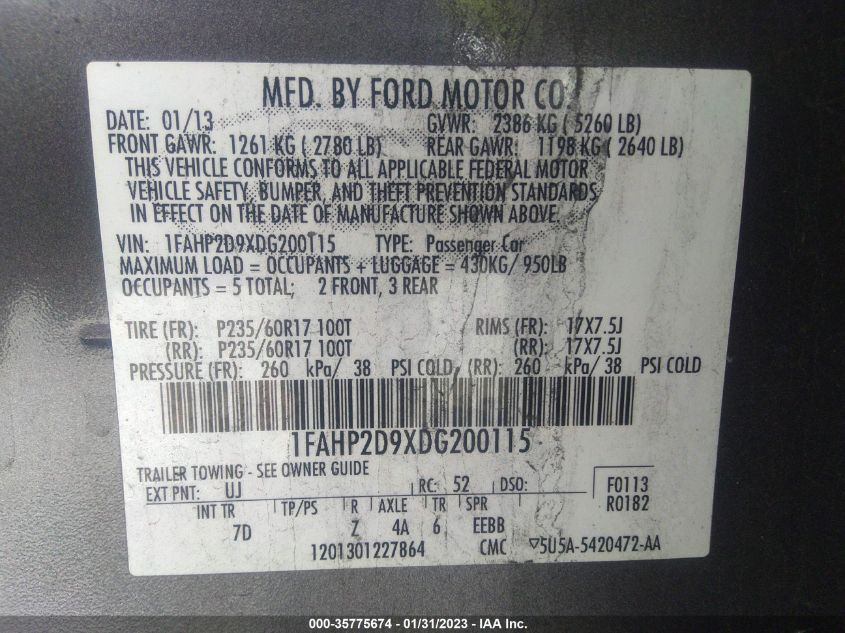 MFD. BY FORD MOTOR CO.
DATE: 01/13 GVWR: 2386 KG ( 5260 LB)
FRONT GAWR: 1261 KG ( 2780 LB) REAR GAWR: 1198 KG ( 2640 LB)
THIS VEHICLE CONFORMS TO ALL APPLICABLE FEDERAL MOTOR
VEHICLE SAFETY, BUMPER, AND THEFT PREVENTION STANDARDS
IN EFFECT ON THE DATE OF MANUFACTURE SHOWN ABOVE.
VIN: 1FAHP2D9XDG200115 TYPE: Passenger Car
MAXIMUM LOAD = OCCUPANTS + LUGGAGE = 430KG/ 950LB
OCCUPANTS = 5 TOTAL; 2 FRONT, 3 REAR
TIRE (FR): P235/60R17 100T RIMS (FR): 17X7.5J
(RR): P235/60R17 100T (RR): 17X7.5J
PRESSURE (FR): 260 kPa/ 38 PSI COLD, (RR): 260 kPa/ 38 PSI COLD
1FAHP2D9XDG200115
TRAILER TOWING - SEE OWNER GUIDE
EXT PNT: UJ RC: 52 DSO: F0113
R0182
INT TR TP/PS R AXLE TR SPR
7D Z 4A 6 EEBB
1201301227864 CMC ▽5U5A-5420472-AA
000-35775674 / 01/31/2023 - IAA Inc.